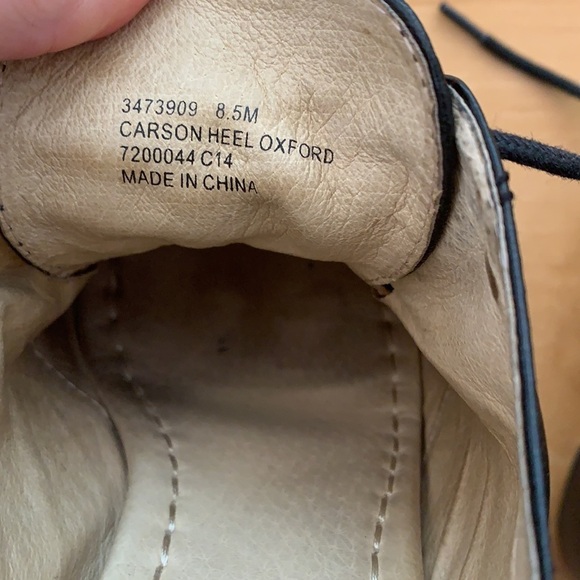 3473909 8.5M
CARSON HEEL OXFORD
7200044 C14
MADE IN CHINA